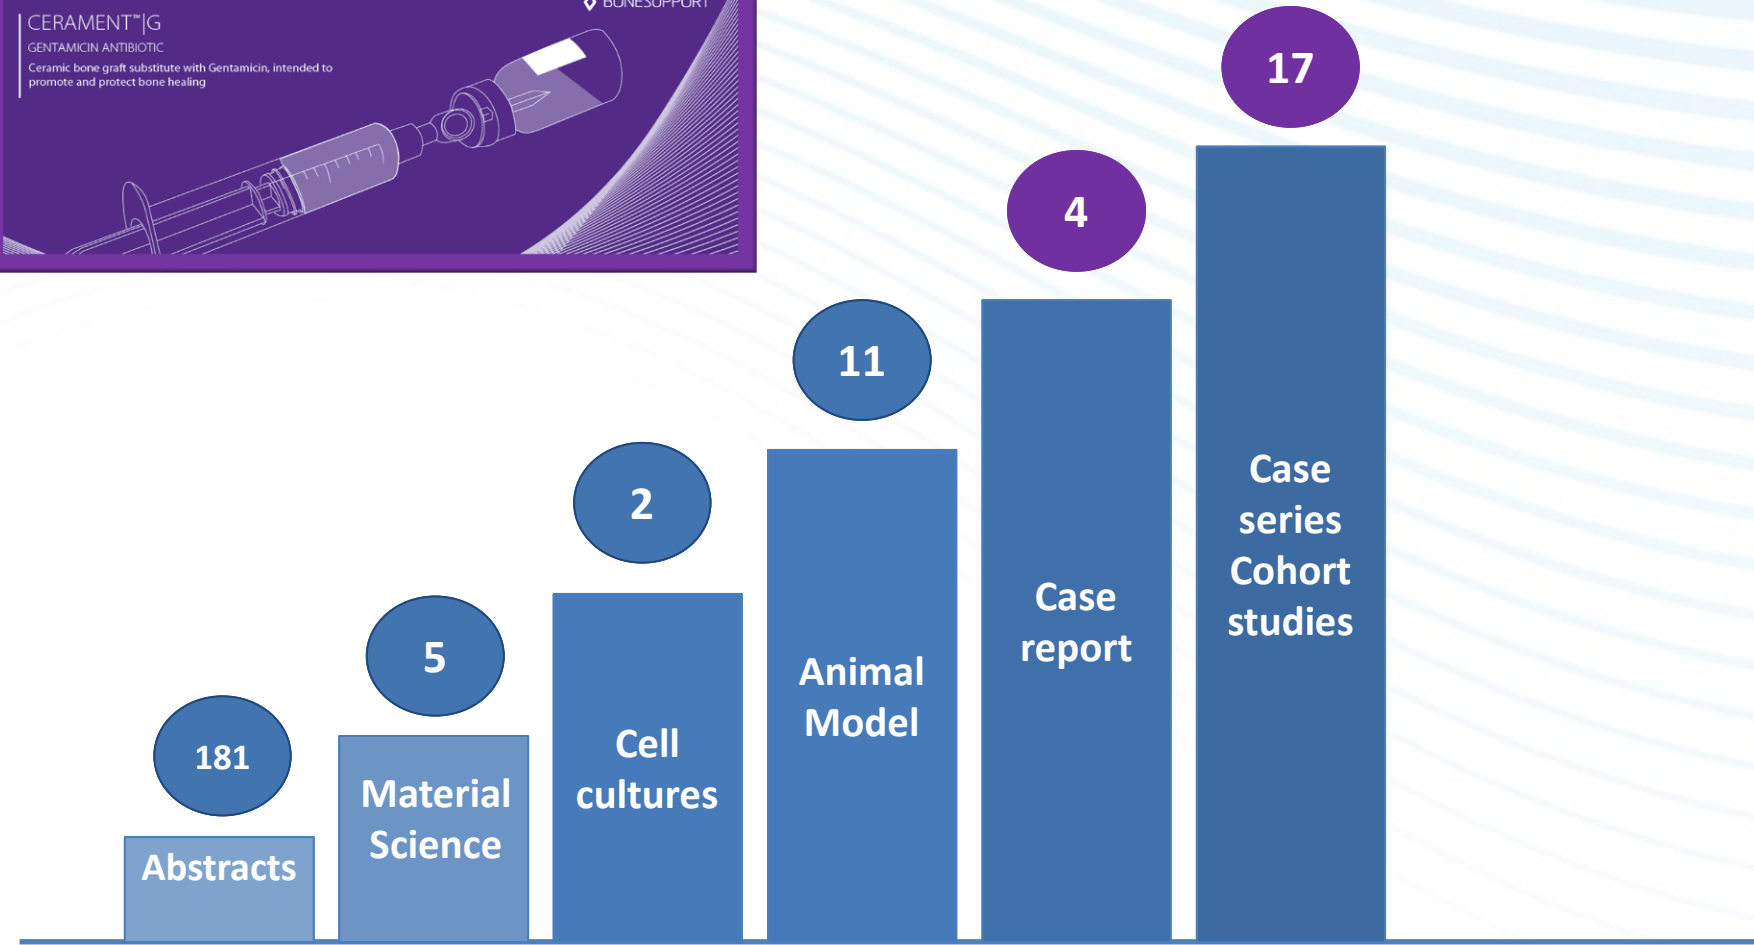 BONESUPPORT
CERAMENT™|G
GENTAMICIN ANTIBIOTIC
Ceramic bone graft substitute with Gentamicin, intended to
promote and protect bone healing
17
4
11
2
5
181
Case
series
Cohort
studies
Case
report
Animal
Model
Cell
cultures
Material
Science
Abstracts